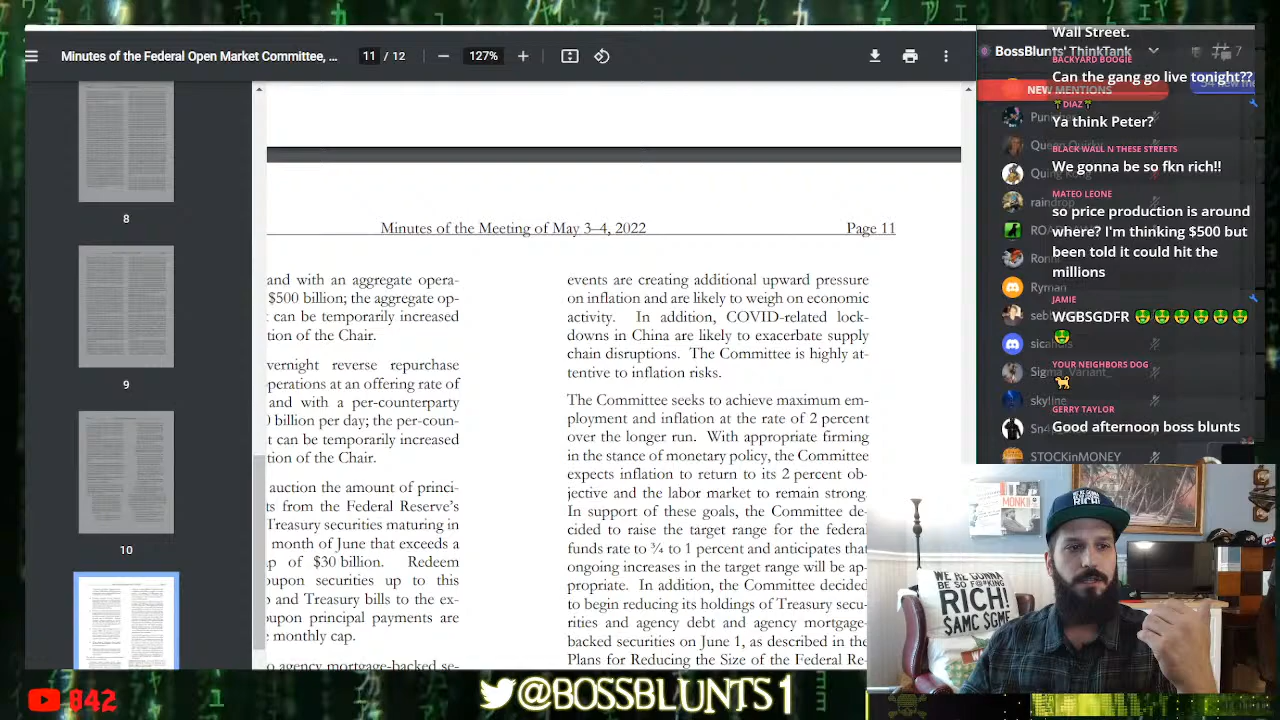 Minutes of the Federal Open Market Committee, ...
11 / 12
127%
8
9
10
Minutes of the Meeting of May 3–4, 2022
Page 11
and with an aggregate opera-
$500 billion; the aggregate op-
can be temporarily increased
tion of the Chair.
vernight reverse repurchase
perations at an offering rate of
and with a per-counterparty
billion per day; the per-coun-
t can be temporarily increased
tion of the Chair.
uction the amount of princi-
s from the Federal Reserve's
Treasury securities maturing in
month of June that exceeds a
p of $30 billion. Redeem
oupon securities up to this
upon principal payments are
monthly cap.
o agency mortgage-backed se-
events are creating additional upward pressure
on inflation and are likely to weigh on economic
activity. In addition, COVID-related lock-
downs in China are likely to exacerbate supply
chain disruptions. The Committee is highly at-
tentive to inflation risks.
The Committee seeks to achieve maximum em-
ployment and inflation at the rate of 2 percent
over the longer run. With appropriate firming
in the stance of monetary policy, the Committee
expects inflation to return to its 2 percent ob-
jective and the labor market to remain strong.
In support of these goals, the Committee de-
cided to raise the target range for the federal
funds rate to ¾ to 1 percent and anticipates that
ongoing increases in the target range will be ap-
propriate. In addition, the Committee
to begin reducing its holdings of Treasury
rities and agency debt and agency mortgage-
backed securities on June 1, as described in the
Plans for Reducing the Size of the Federal Re-
BossBlunts' ThinkTank
7
NEW MENTIONS
Quing
raindrop
Ryman
skyline
STOCKinMONEY
Wall Street.
BACKYARD BOOGIE
Can the gang go live tonight??
🌴DIAZ🌴
Ya think Peter?
BLACK WALL N THESE STREETS
We gonna be so fkn rich!!
MATEO LEONE
so price production is around
where? I'm thinking $500 but
been told it could hit the
millions
JAMIE
WGBSGDFR 🤑🤑🤑🤑🤑🤑
🤑
YOUR NEIGHBORS DOG
🐕
GERRY TAYLOR
Good afternoon boss blunts
WE'RE GONNA
BE SO F@#KING
RICH!
842
@BOSSBLUNTS1